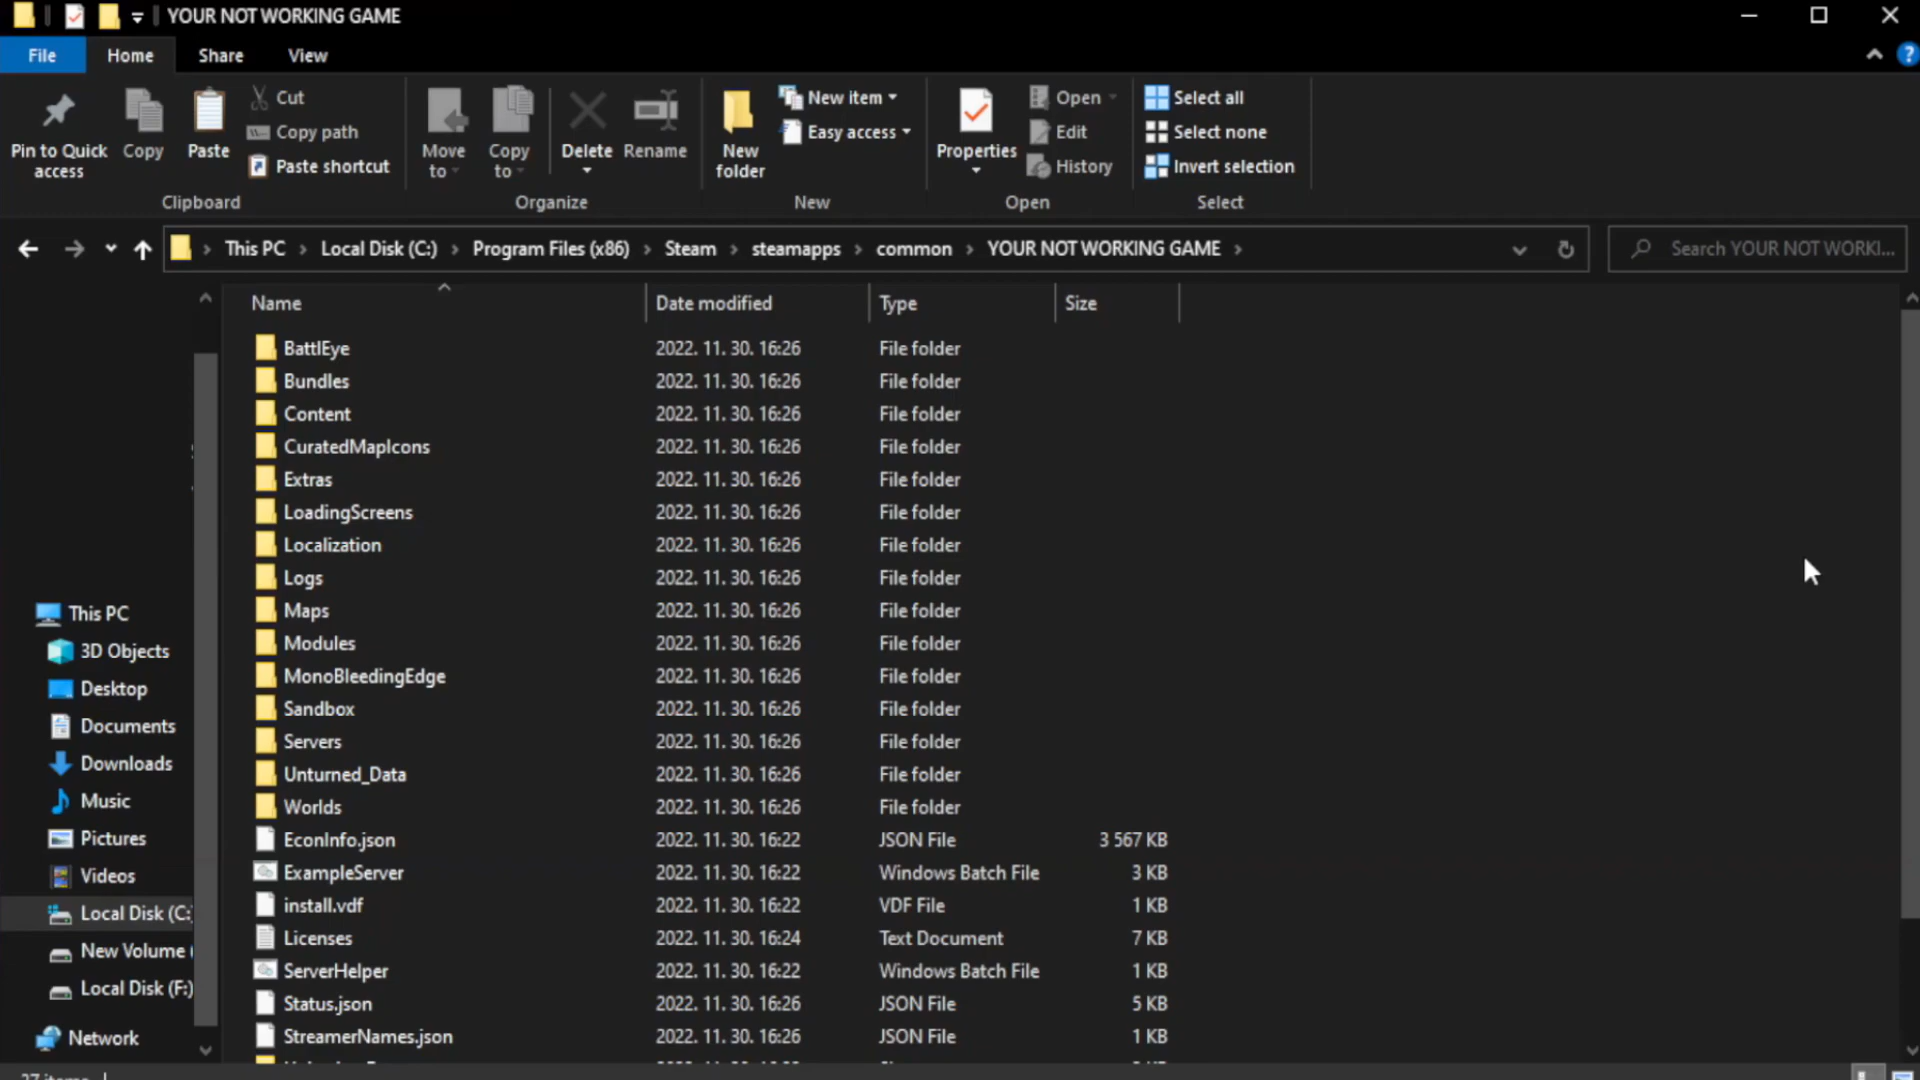 YOUR NOT WORKING GAME
File Home Share View
Pin to Quick access
Copy
Paste
Cut
Copy path
Paste shortcut
Clipboard
Move to
Copy to
Delete
Rename
Organize
New folder
New item
Easy access
New
Properties
Open
Edit
History
Open
Select all
Select none
Invert selection
Select
This PC > Local Disk (C:) > Program Files (x86) > Steam > steamapps > common > YOUR NOT WORKING GAME >
Search YOUR NOT WORKI...
This PC
3D Objects
Desktop
Documents
Downloads
Music
Pictures
Videos
Local Disk (C:
New Volume (
Local Disk (F:)
Network
Name Date modified Type Size
BattlEye 2022. 11. 30. 16:26 File folder
Bundles 2022. 11. 30. 16:26 File folder
Content 2022. 11. 30. 16:26 File folder
CuratedMapIcons 2022. 11. 30. 16:26 File folder
Extras 2022. 11. 30. 16:26 File folder
LoadingScreens 2022. 11. 30. 16:26 File folder
Localization 2022. 11. 30. 16:26 File folder
Logs 2022. 11. 30. 16:26 File folder
Maps 2022. 11. 30. 16:26 File folder
Modules 2022. 11. 30. 16:26 File folder
MonoBleedingEdge 2022. 11. 30. 16:26 File folder
Sandbox 2022. 11. 30. 16:26 File folder
Servers 2022. 11. 30. 16:26 File folder
Unturned_Data 2022. 11. 30. 16:26 File folder
Worlds 2022. 11. 30. 16:26 File folder
EconInfo.json 2022. 11. 30. 16:22 JSON File 3 567 KB
ExampleServer 2022. 11. 30. 16:22 Windows Batch File 3 KB
install.vdf 2022. 11. 30. 16:22 VDF File 1 KB
Licenses 2022. 11. 30. 16:24 Text Document 7 KB
ServerHelper 2022. 11. 30. 16:22 Windows Batch File 1 KB
Status.json 2022. 11. 30. 16:26 JSON File 5 KB
StreamerNames.json 2022. 11. 30. 16:26 JSON File 1 KB